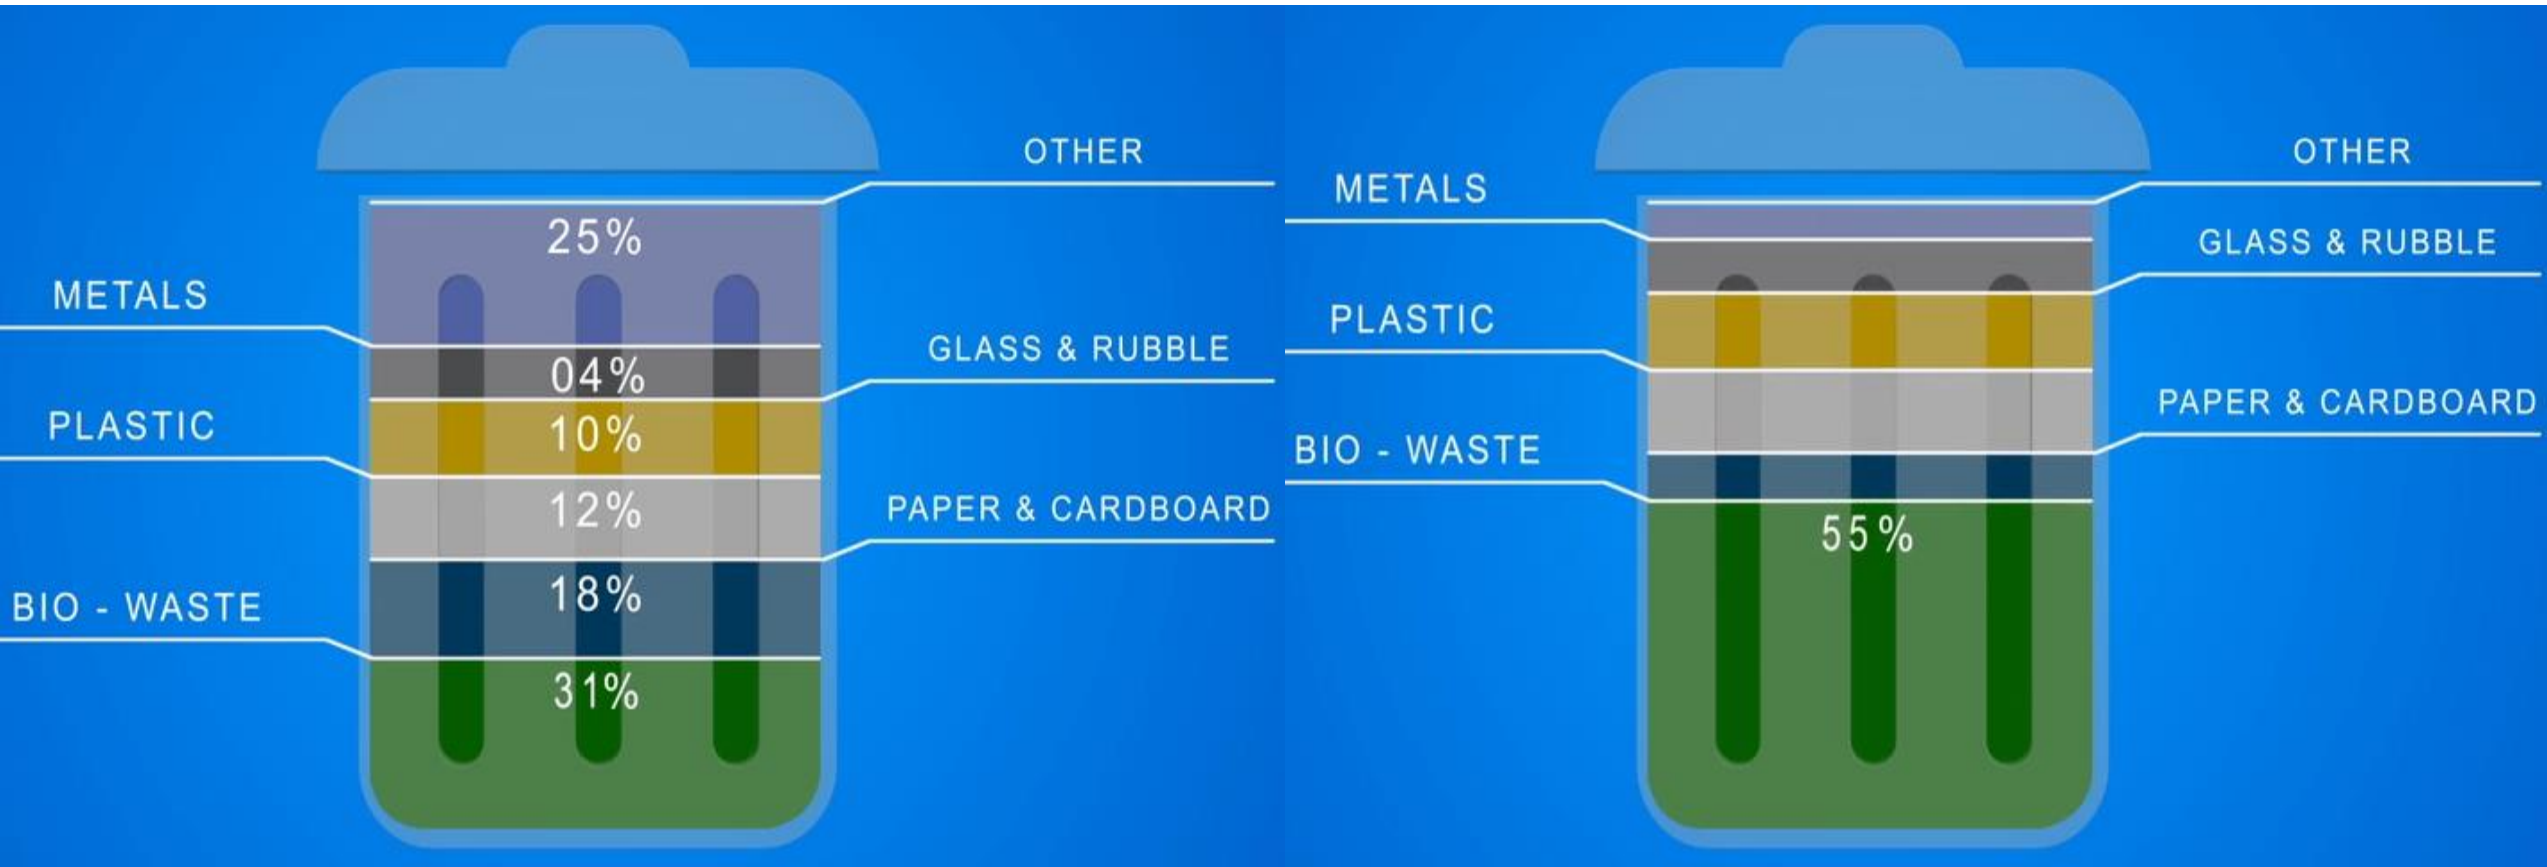 OTHER
25%
METALS
GLASS & RUBBLE
04%
PLASTIC
10%
PAPER & CARDBOARD
12%
BIO - WASTE
18%
31%
OTHER
METALS
GLASS & RUBBLE
PLASTIC
PAPER & CARDBOARD
BIO - WASTE
55%